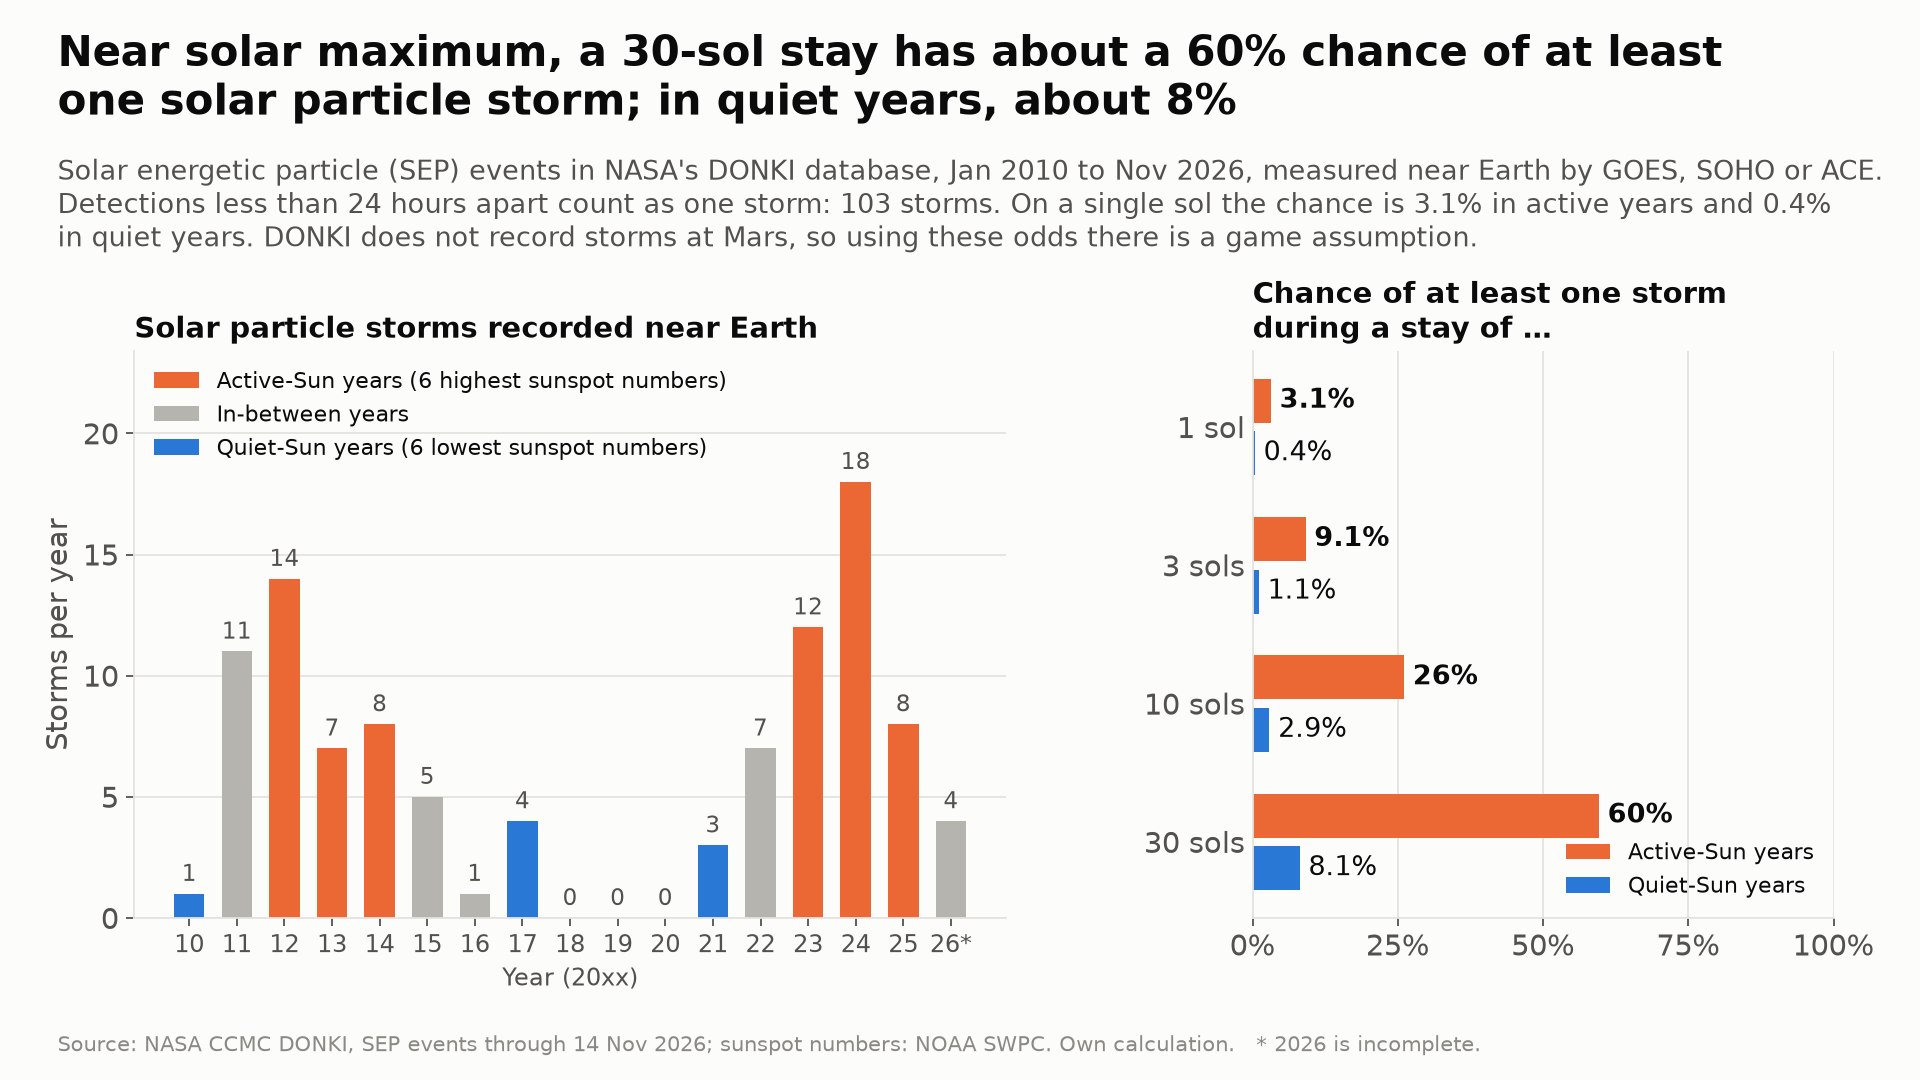 Near solar maximum, a 30-sol stay has about a 60% chance of at least
one solar particle storm; in quiet years, about 8%
Solar energetic particle (SEP) events in NASA's DONKI database, Jan 2010 to Nov 2026, measured near Earth by GOES, SOHO or ACE.
Detections less than 24 hours apart count as one storm: 103 storms. On a single sol the chance is 3.1% in active years and 0.4%
in quiet years. DONKI does not record storms at Mars, so using these odds there is a game assumption.
Solar particle storms recorded near Earth
Active-Sun years (6 highest sunspot numbers)
In-between years
Quiet-Sun years (6 lowest sunspot numbers)
Storms per year
20
15
10
5
0
1
11
14
7
8
5
1
4
0
0
0
3
7
12
18
8
4
10 11 12 13 14 15 16 17 18 19 20 21 22 23 24 25 26*
Year (20xx)
Chance of at least one storm
during a stay of …
1 sol
3.1%
0.4%
3 sols
9.1%
1.1%
10 sols
26%
2.9%
30 sols
60%
8.1%
Active-Sun years
Quiet-Sun years
0% 25% 50% 75% 100%
Source: NASA CCMC DONKI, SEP events through 14 Nov 2026; sunspot numbers: NOAA SWPC. Own calculation. * 2026 is incomplete.